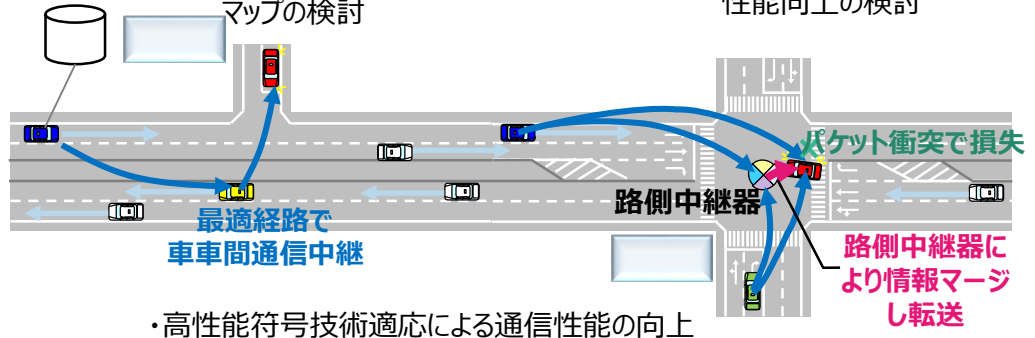 マップの検討
性能向上の検討
パケット衝突で損失
路側中継器
最適経路で
車車間通信中継
路側中継器に
より情報マージ
し転送
・高性能符号技術適応による通信性能の向上